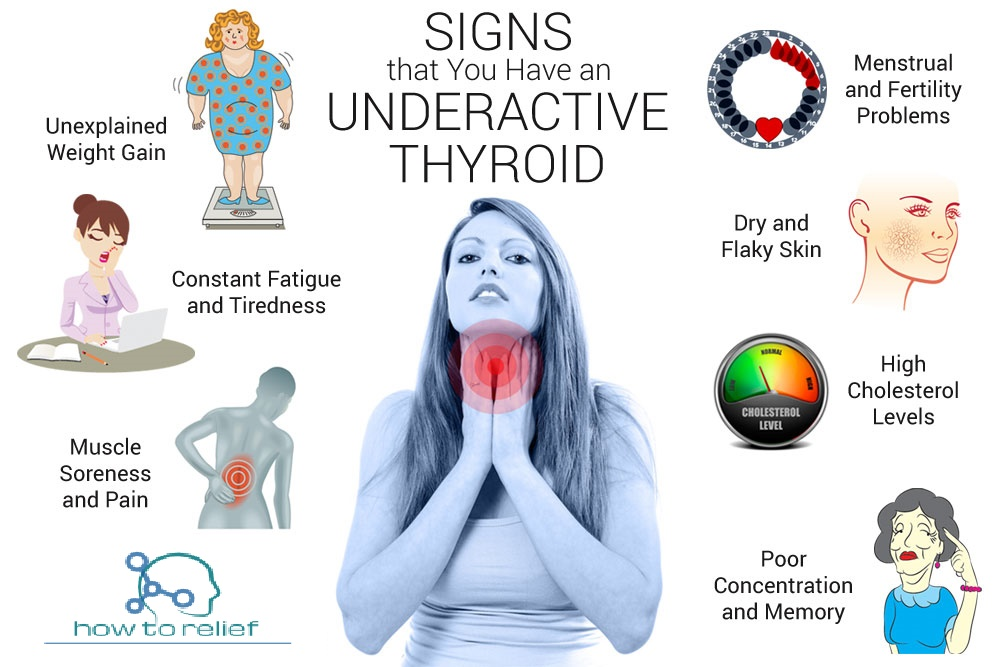 SIGNS
that You Have an
UNDERACTIVE
THYROID
Unexplained
Weight Gain
Constant Fatigue
and Tiredness
Muscle
Soreness
and Pain
how to relief
Menstrual
and Fertility
Problems
Dry and
Flaky Skin
High
Cholesterol
Levels
NORMAL
HIGH
CHOLESTEROL
LEVEL
Poor
Concentration
and Memory